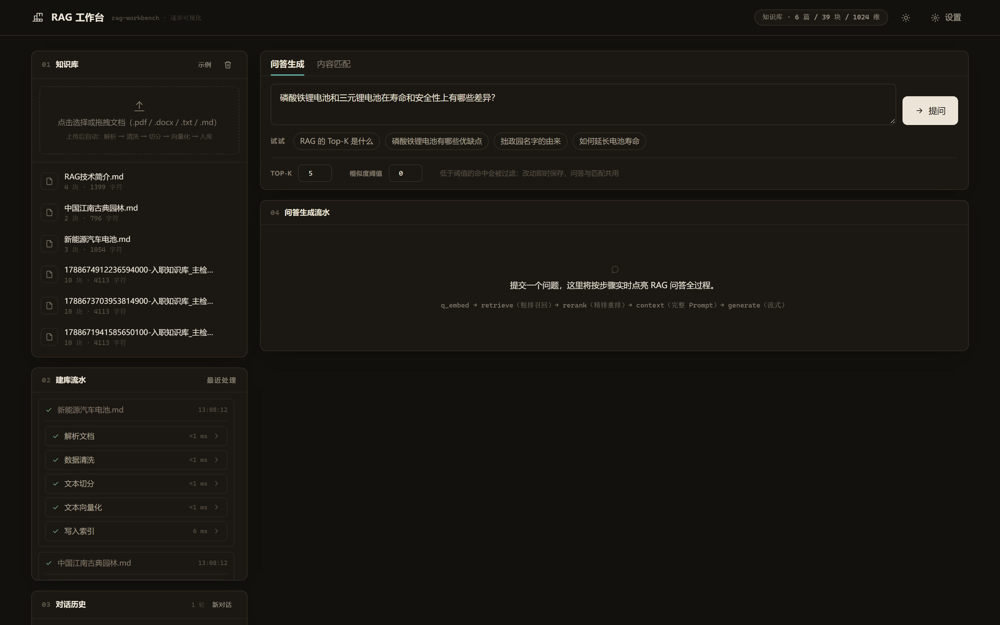 RAG 工作台 rag-workbench · 逐步可视化
知识库 · 6 篇 / 39 块 / 1024 维
设置
01 知识库 示例
点击选择或拖拽文档（.pdf / .docx / .txt / .md）
上传后自动：解析 → 清洗 → 切分 → 向量化 → 入库
RAG技术简介.md
4 块 · 1399 字符
中国江南古典园林.md
2 块 · 796 字符
新能源汽车电池.md
3 块 · 1054 字符
1788674912236594000-入职知识库_主检...
10 块 · 4113 字符
1788673703953814900-入职知识库_主检...
10 块 · 4113 字符
1788671941585650100-入职知识库_主检...
10 块 · 4113 字符
02 建库流水 最近处理
新能源汽车电池.md 13:08:12
解析文档 <1 ms
数据清洗 <1 ms
文本切分 <1 ms
文本向量化 <1 ms
写入索引 6 ms
中国江南古典园林.md 13:08:12
03 对话历史 1 轮 新对话
问答生成 内容匹配
磷酸铁锂电池和三元锂电池在寿命和安全性上有哪些差异？
→ 提问
试试 RAG 的 Top-K 是什么 磷酸铁锂电池有哪些优缺点 拙政园名字的由来 如何延长电池寿命
TOP-K 5 相似度阈值 0 低于阈值的命中会被过滤；改动即时保存，问答与匹配共用
04 问答生成流水
提交一个问题，这里将按步骤实时点亮 RAG 问答全过程。
q_embed → retrieve（粗排召回）→ rerank（精排重排）→ context（完整 Prompt）→ generate（流式）